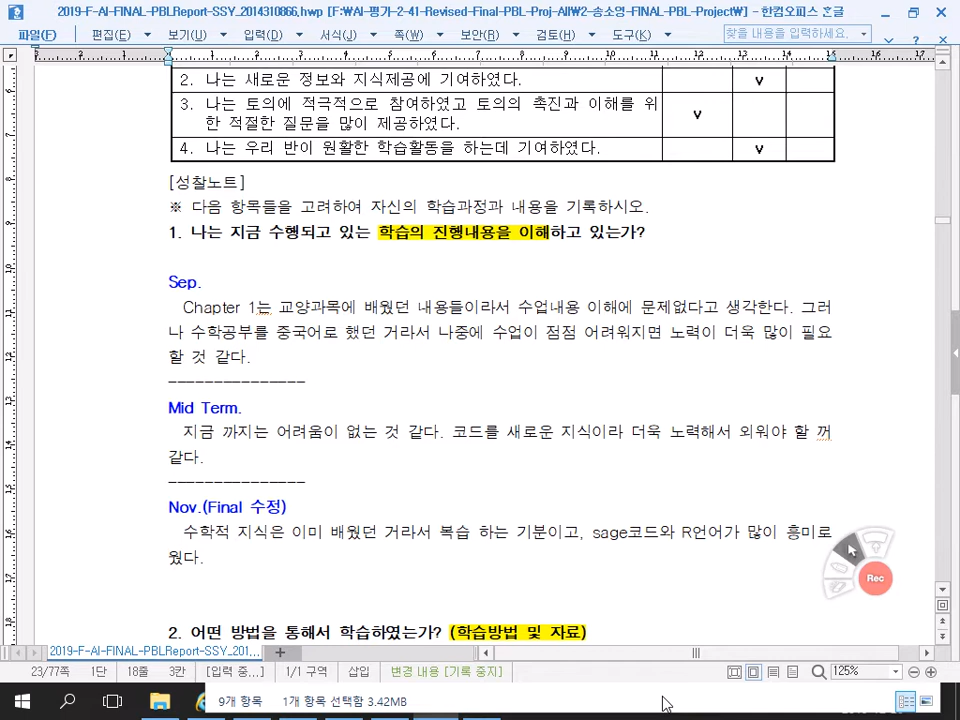 2019-F-AI-FINAL-PBLReport-SSY_2014310866.hwp [F:\AI-평가-2-41-Revised-Final-PBL-Proj-All\2-송소영-FINAL-PBL-Project\] - 한컴오피스 흔글
파일(F) 편집(E) 보기(U) 입력(D) 서식(J) 쪽(W) 보안(R) 검토(H) 도구(K) 찾을 내용을 입력하세요.
2 1 1 2 3 4 5 6 7 8 9 10 11 12 13 14 15 16 17
2. 나는 새로운 정보와 지식제공에 기여하였다. v
3. 나는 토의에 적극적으로 참여하였고 토의의 촉진과 이해를 위
한 적절한 질문을 많이 제공하였다. v
4. 나는 우리 반이 원활한 학습활동을 하는데 기여하였다. v
[성찰노트]
※ 다음 항목들을 고려하여 자신의 학습과정과 내용을 기록하시오.
1. 나는 지금 수행되고 있는 학습의 진행내용을 이해하고 있는가?
Sep.
Chapter 1는 교양과목에 배웠던 내용들이라서 수업내용 이해에 문제없다고 생각한다. 그러
나 수학공부를 중국어로 했던 거라서 나중에 수업이 점점 어려워지면 노력이 더욱 많이 필요
할 것 같다.
---------------
Mid Term.
지금 까지는 어려움이 없는 것 같다. 코드를 새로운 지식이라 더욱 노력해서 외워야 할 꺼
같다.
---------------
Nov.(Final 수정)
수학적 지식은 이미 배웠던 거라서 복습 하는 기분이고, sage코드와 R언어가 많이 흥미로
웠다.
Rec
2. 어떤 방법을 통해서 학습하였는가? (학습방법 및 자료)
2019-F-AI-FINAL-PBLReport-SSY_201...
23/77쪽 1단 18줄 3칸 [입력 중...] 1/1 구역 삽입 변경 내용 [기록 중지] 125%
9개 항목 1개 항목 선택함 3.42MB